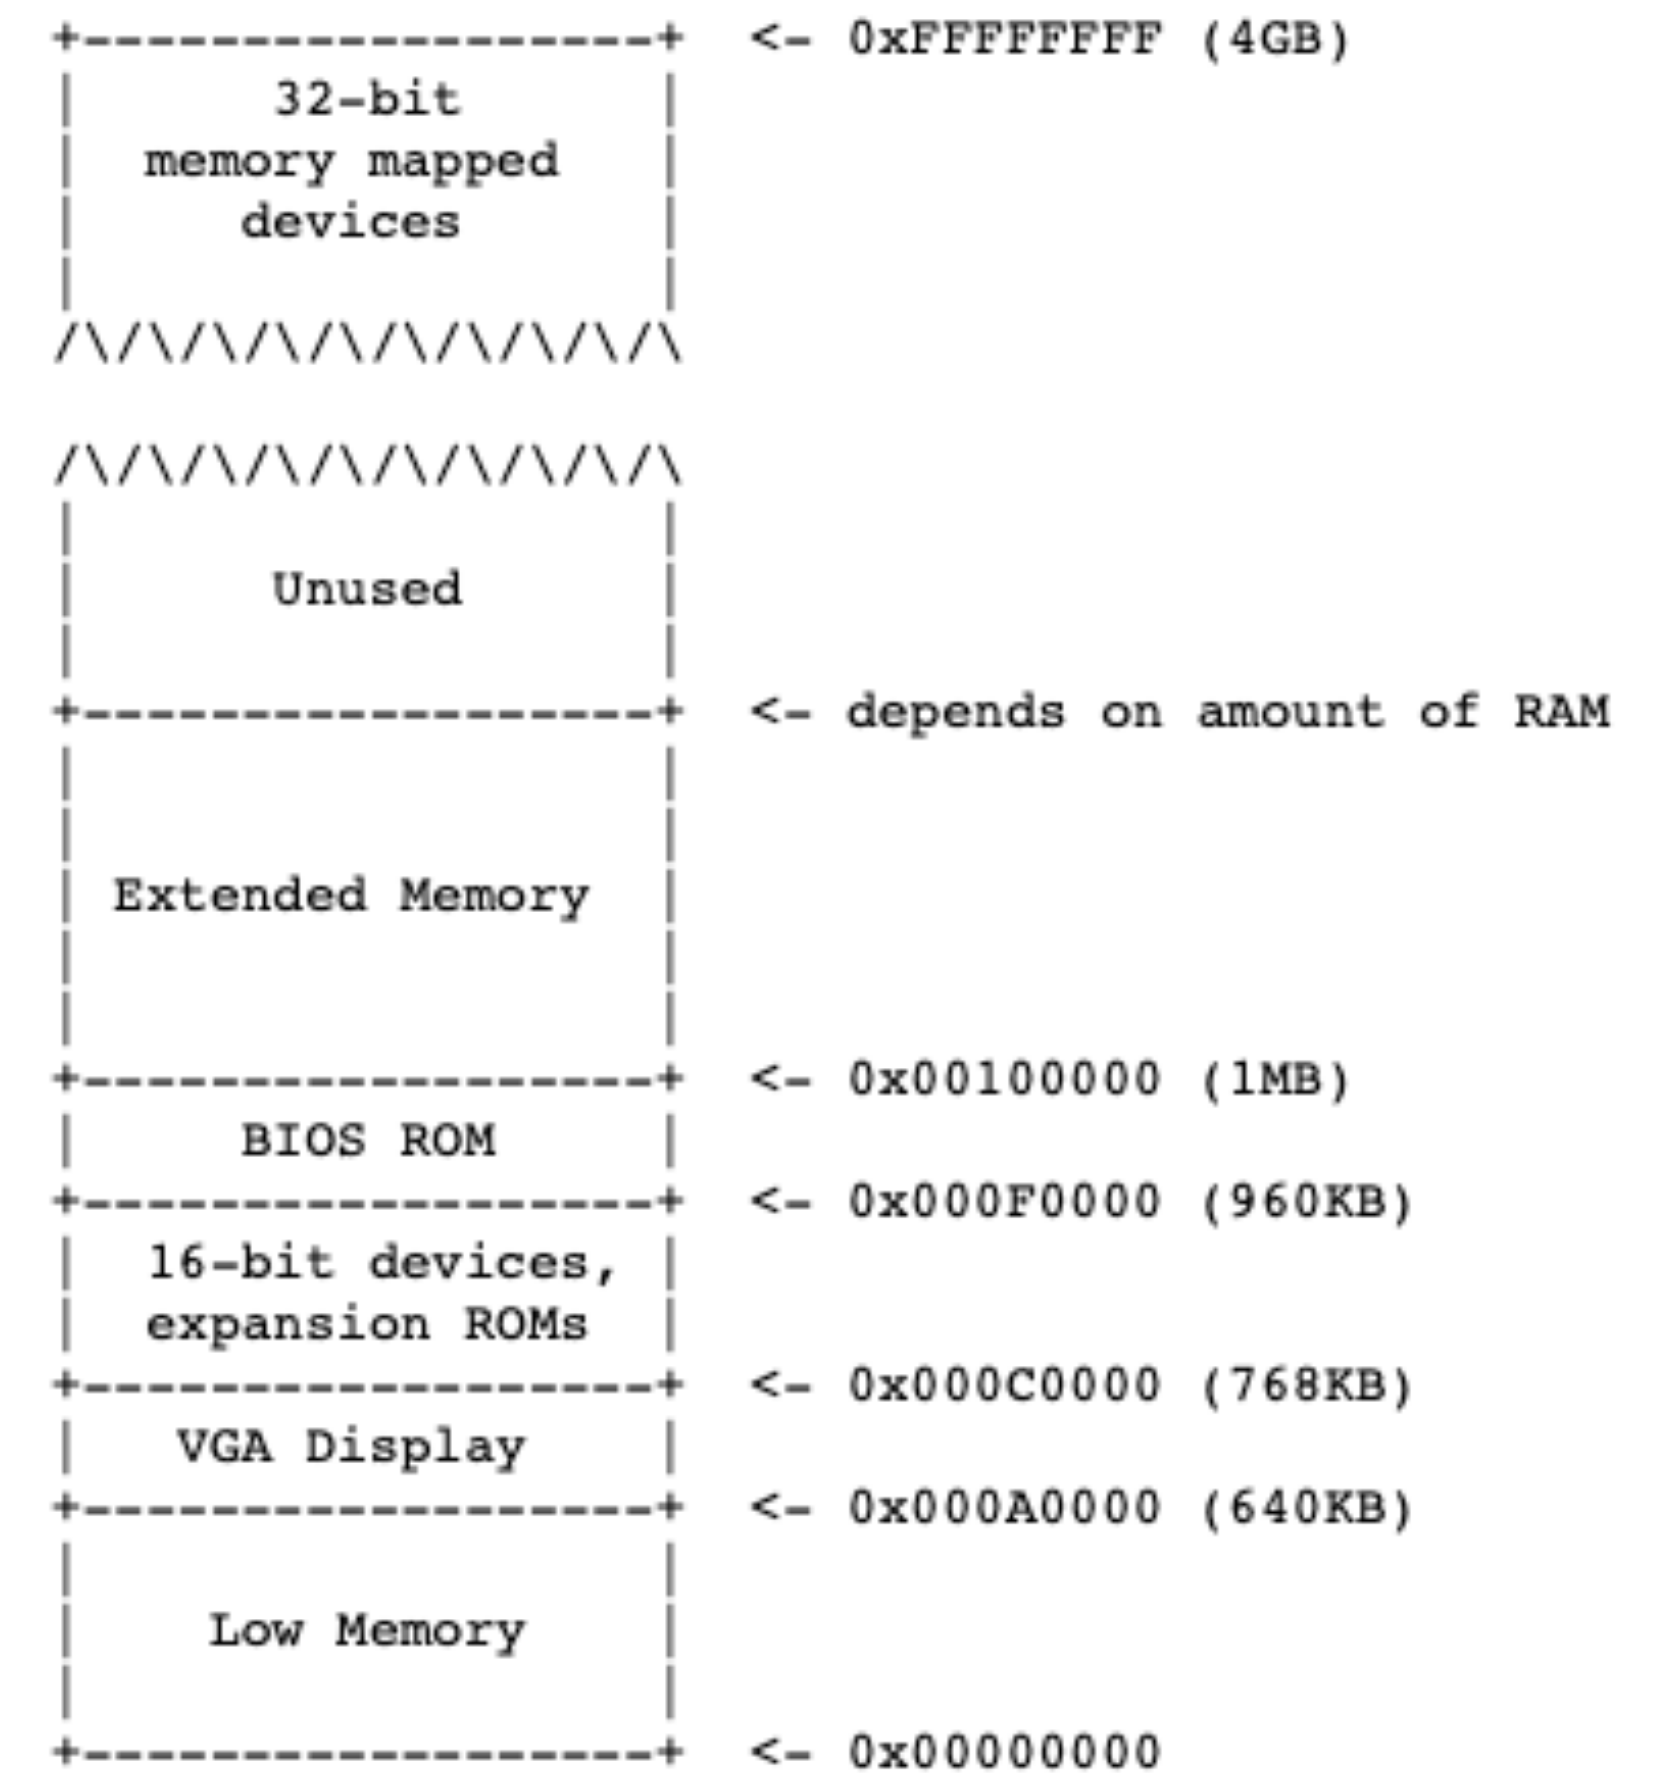 +------------------+  <- 0xFFFFFFFF (4GB)
|      32-bit      |
|  memory mapped   |
|     devices      |
|                  |
/\/\/\/\/\/\/\/\/\/\

/\/\/\/\/\/\/\/\/\/\
|                  |
|      Unused      |
|                  |
+------------------+  <- depends on amount of RAM
|                  |
|                  |
| Extended Memory  |
|                  |
|                  |
+------------------+  <- 0x00100000 (1MB)
|     BIOS ROM     |
+------------------+  <- 0x000F0000 (960KB)
|  16-bit devices, |
|  expansion ROMs  |
+------------------+  <- 0x000C0000 (768KB)
|   VGA Display    |
+------------------+  <- 0x000A0000 (640KB)
|                  |
|    Low Memory    |
|                  |
+------------------+  <- 0x00000000